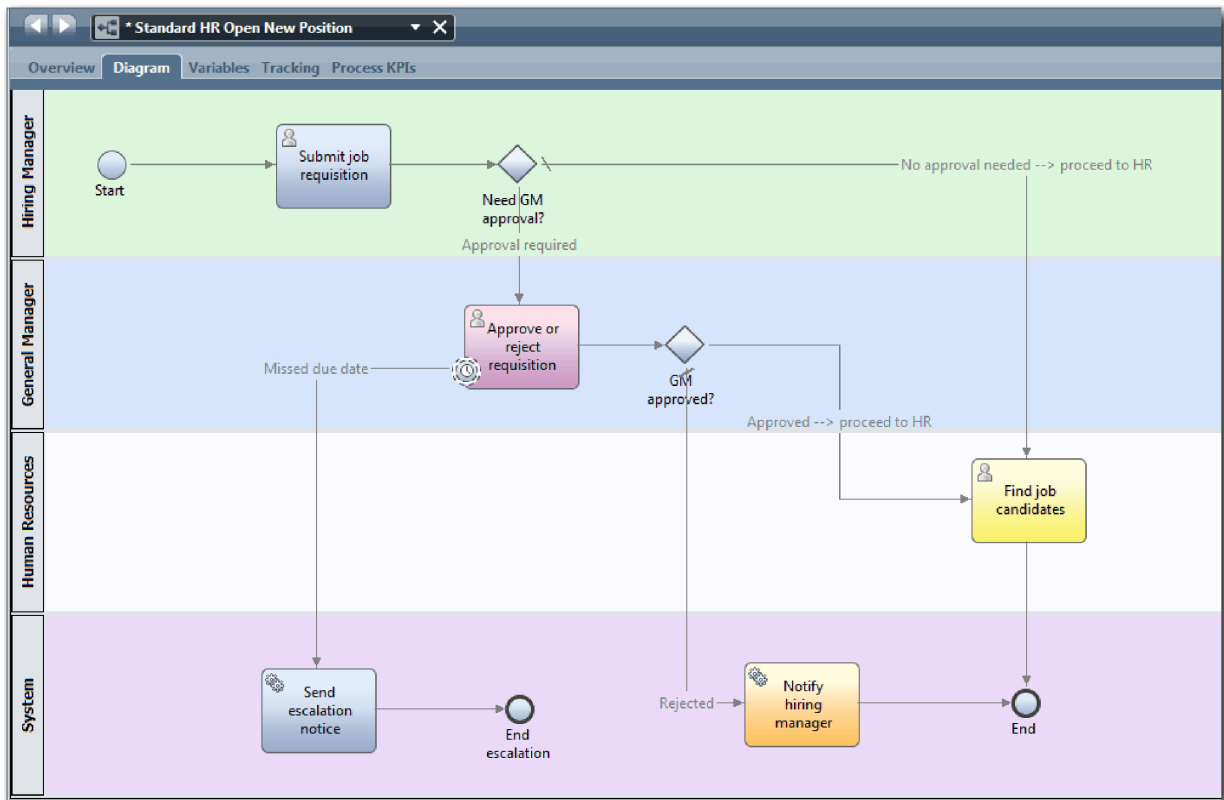 * Standard HR Open New Position
Overview
Diagram
Variables
Tracking
Process KPIs
Hiring Manager
Start
Submit job
requisition
Need GM
approval?
No approval needed --> proceed to HR
Approval required
General Manager
Approve or
reject
requisition
Missed due date
GM
approved?
Approved --> proceed to HR
Human Resources
Find job
candidates
System
Send
escalation
notice
End
escalation
Rejected
Notify
hiring
manager
End